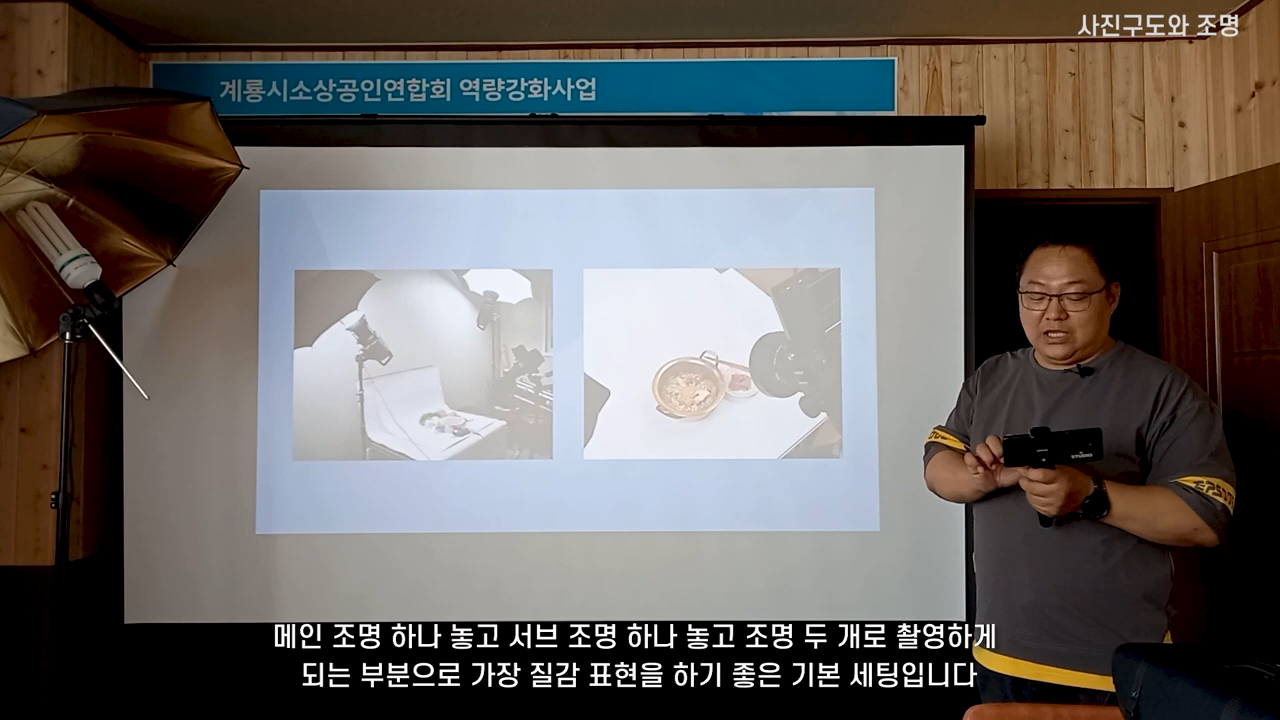 사진구도와 조명
계룡시소상공인연합회 역량강화사업
STUDIO
메인 조명 하나 놓고 서브 조명 하나 놓고 조명 두 개로 촬영하게
되는 부분으로 가장 질감 표현을 하기 좋은 기본 세팅입니다